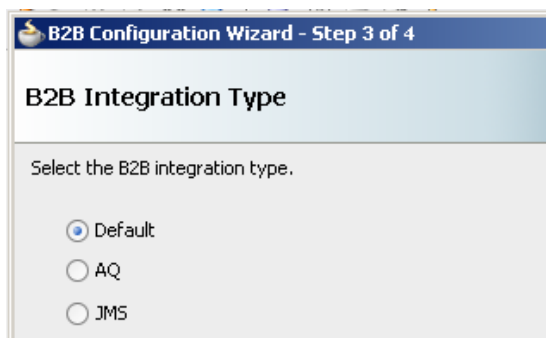 B2B Configuration Wizard - Step 3 of 4
B2B Integration Type
Select the B2B integration type.
Default
AQ
JMS